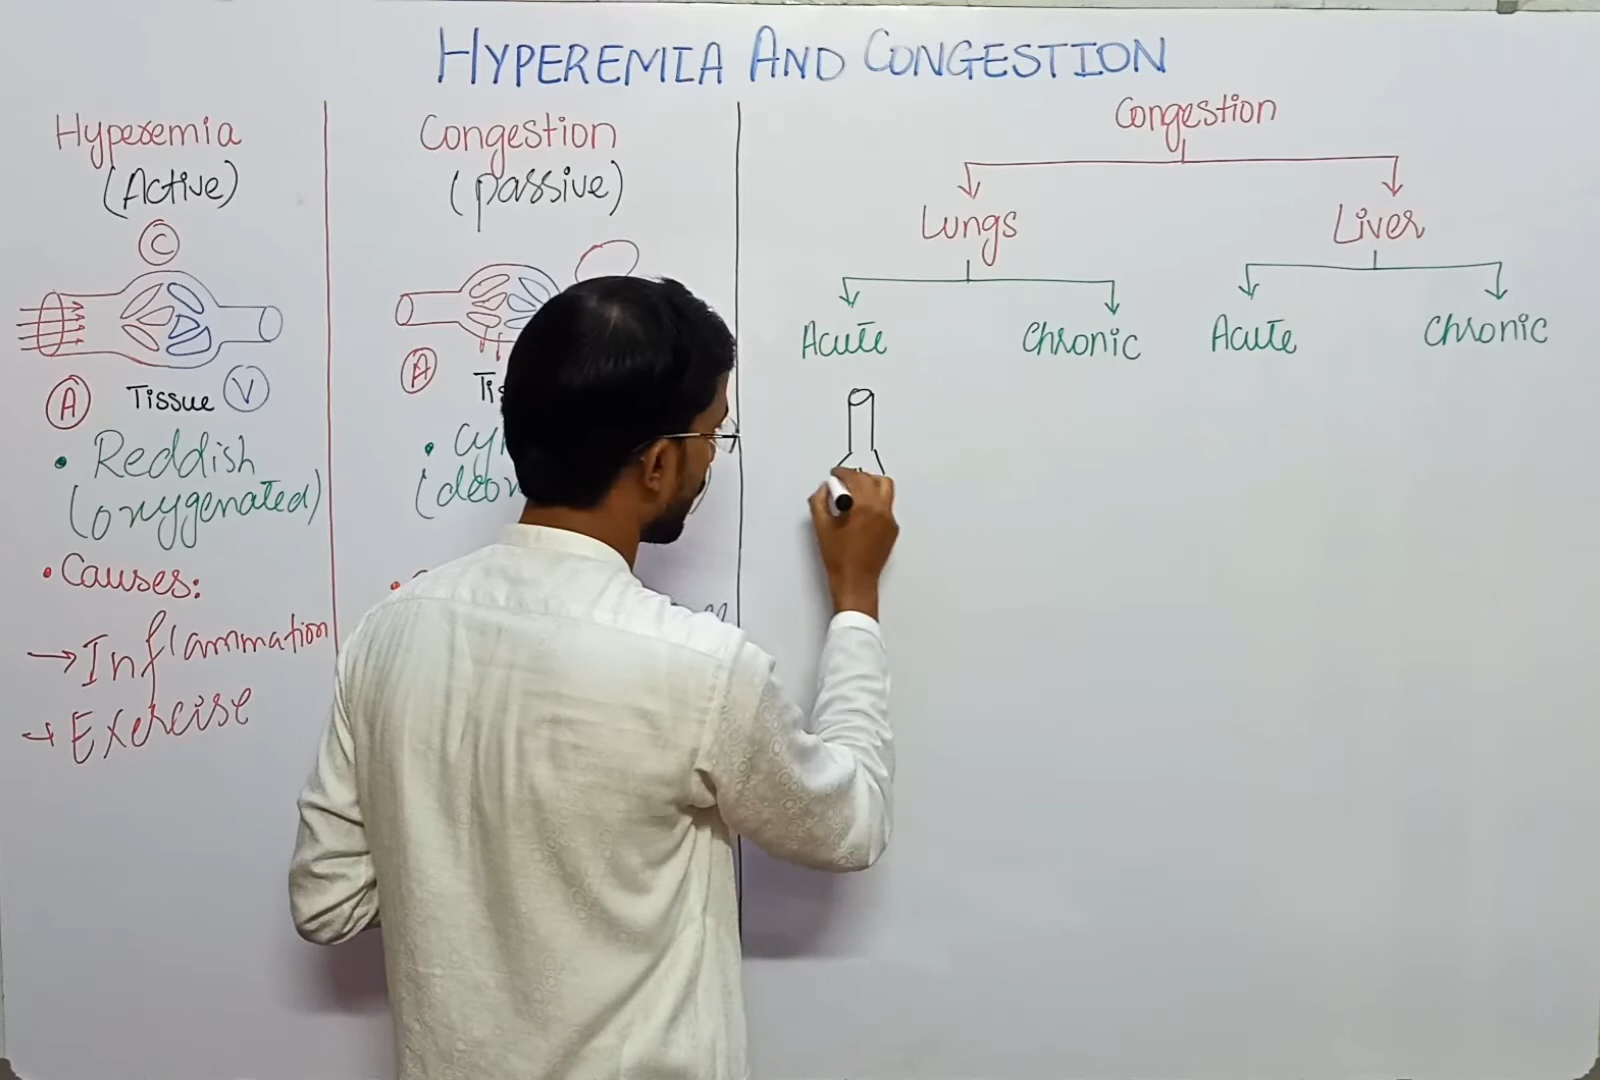 HYPEREMIA AND CONGESTION
Hyperemia
(Active)
C
A
Tissue
V
• Reddish
(oxygenated)
• Causes:
→ Inflammation
→ Exercise
Congestion
(passive)
A
Congestion
Lungs
Liver
Acute
Chronic
Acute
Chronic